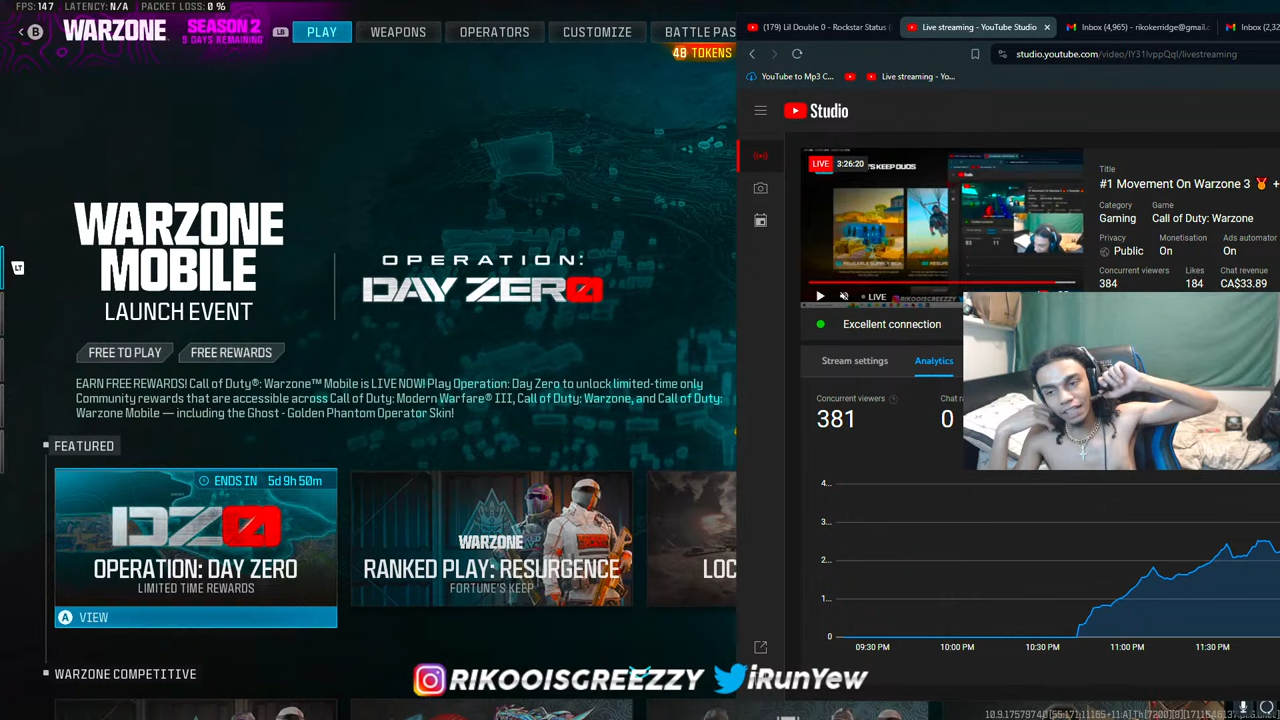 FPS: 147 LATENCY: N/A PACKET LOSS: 0 %
B WARZONE SEASON 2 LB PLAY WEAPONS OPERATORS CUSTOMIZE BATTLE PAS
DAYS REMAINING
48 TOKENS
LT
WARZONE
MOBILE
LAUNCH EVENT
OPERATION:
DAY ZERO
FREE TO PLAY FREE REWARDS
EARN FREE REWARDS! Call of Duty®: Warzone™ Mobile is LIVE NOW! Play Operation: Day Zero to unlock limited-time only
Community rewards that are accessible across Call of Duty: Modern Warfare® III, Call of Duty: Warzone, and Call of Duty:
Warzone Mobile — including the Ghost - Golden Phantom Operator Skin!
FEATURED
ENDS IN 5d 9h 50m
DZ0
OPERATION: DAY ZERO
LIMITED TIME REWARDS
A VIEW
WARZONE
RANKED PLAY: RESURGENCE
FORTUNE'S KEEP
LOC
WARZONE COMPETITIVE
(179) Lil Double 0 - Rockstar Status (
Live streaming - YouTube Studio
Inbox (4,965) - rikokerridge@gmail.
Inbox (2,32
studio.youtube.com/video/lY31IvppQqI/livestreaming
YouTube to Mp3 C...
Live streaming - Yo...
Studio
LIVE 3:26:20
'S KEEP DUOS
LIVE
Title
#1 Movement On Warzone 3 🏅 +
Category Game
Gaming Call of Duty: Warzone
Privacy Monetisation Ads automator
Public On On
Concurrent viewers Likes Chat revenue
384 184 CA$33.89
Excellent connection
Stream settings Analytics
Concurrent viewers Chat ra
381 0
4...
3...
2...
1...
0
09:30 PM 10:00 PM 10:30 PM 11:00 PM 11:30 PM
RIKOOISGREEZZY iRunYew